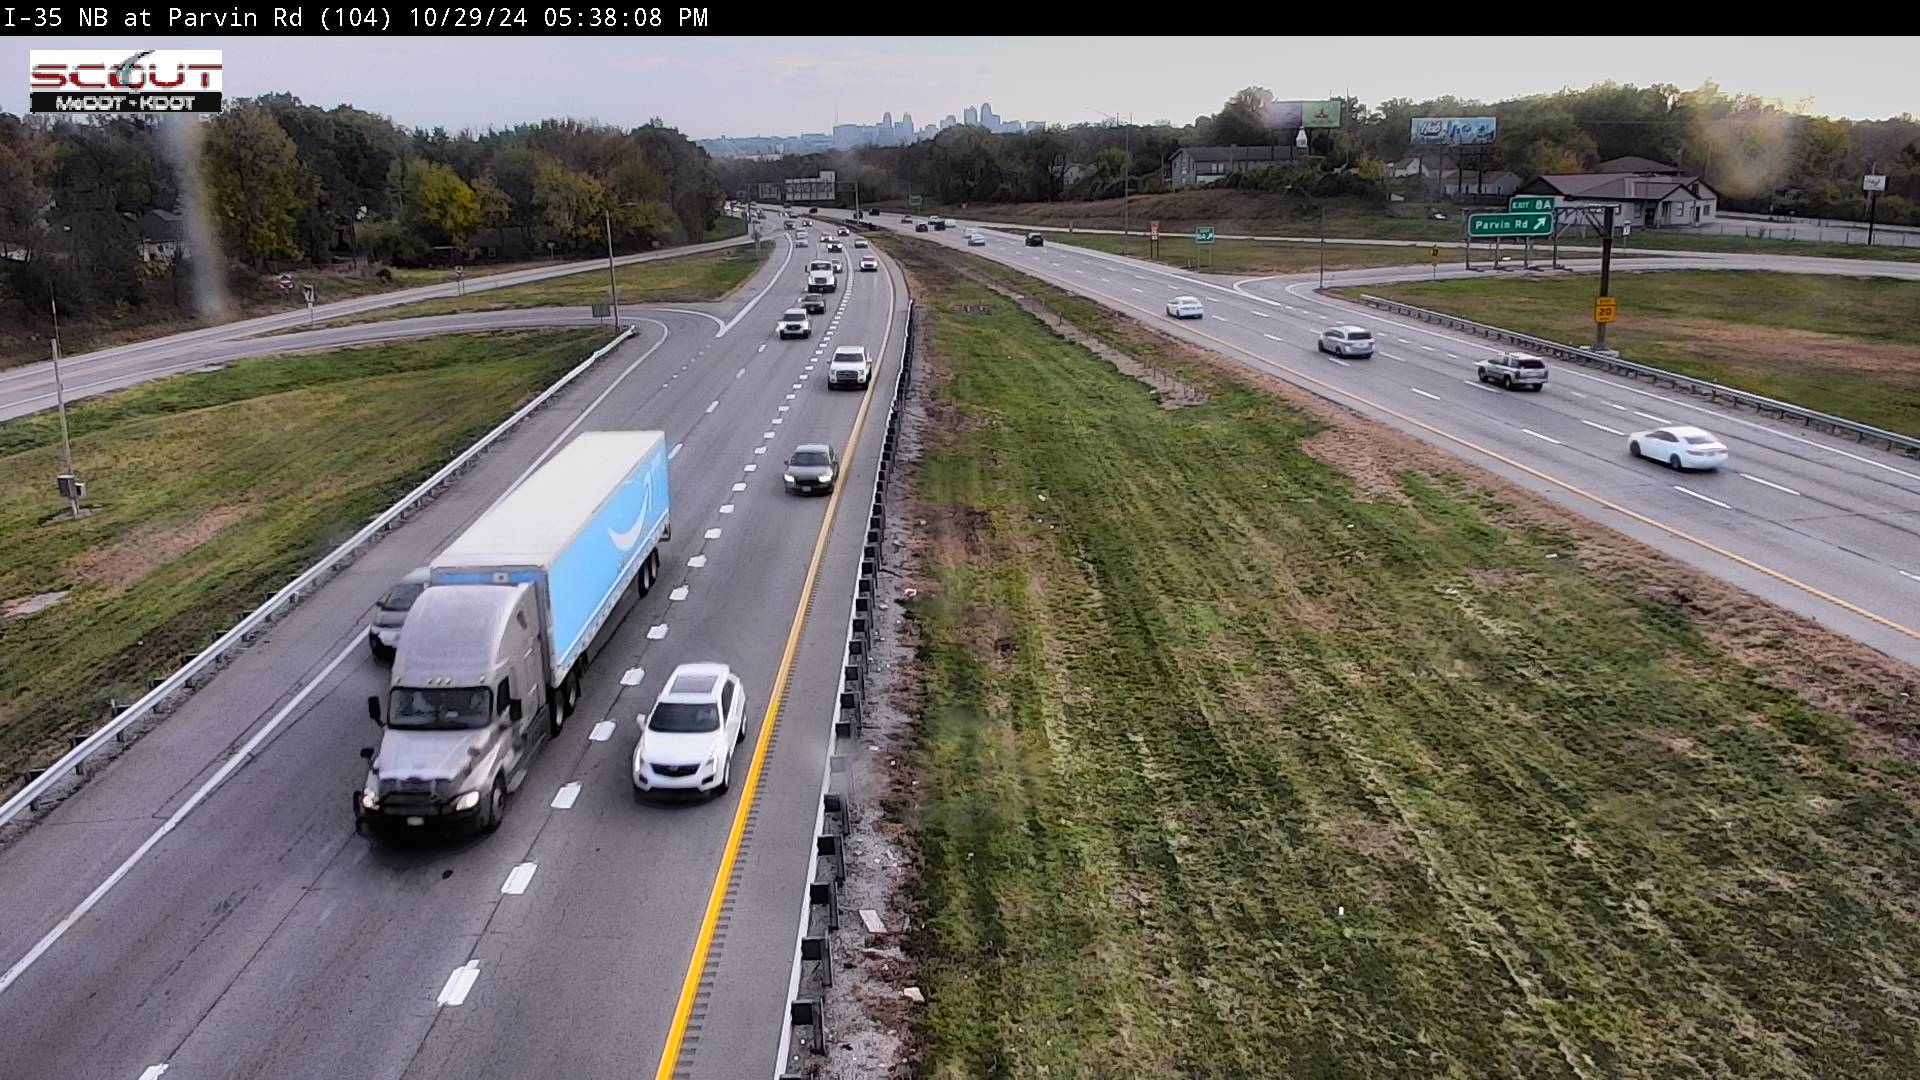 I-35 NB at Parvin Rd (104) 10/29/24 05:38:08 PM
SCOUT
MoDOT - KDOT
EXIT 8A
Parvin Rd
EXIT
20